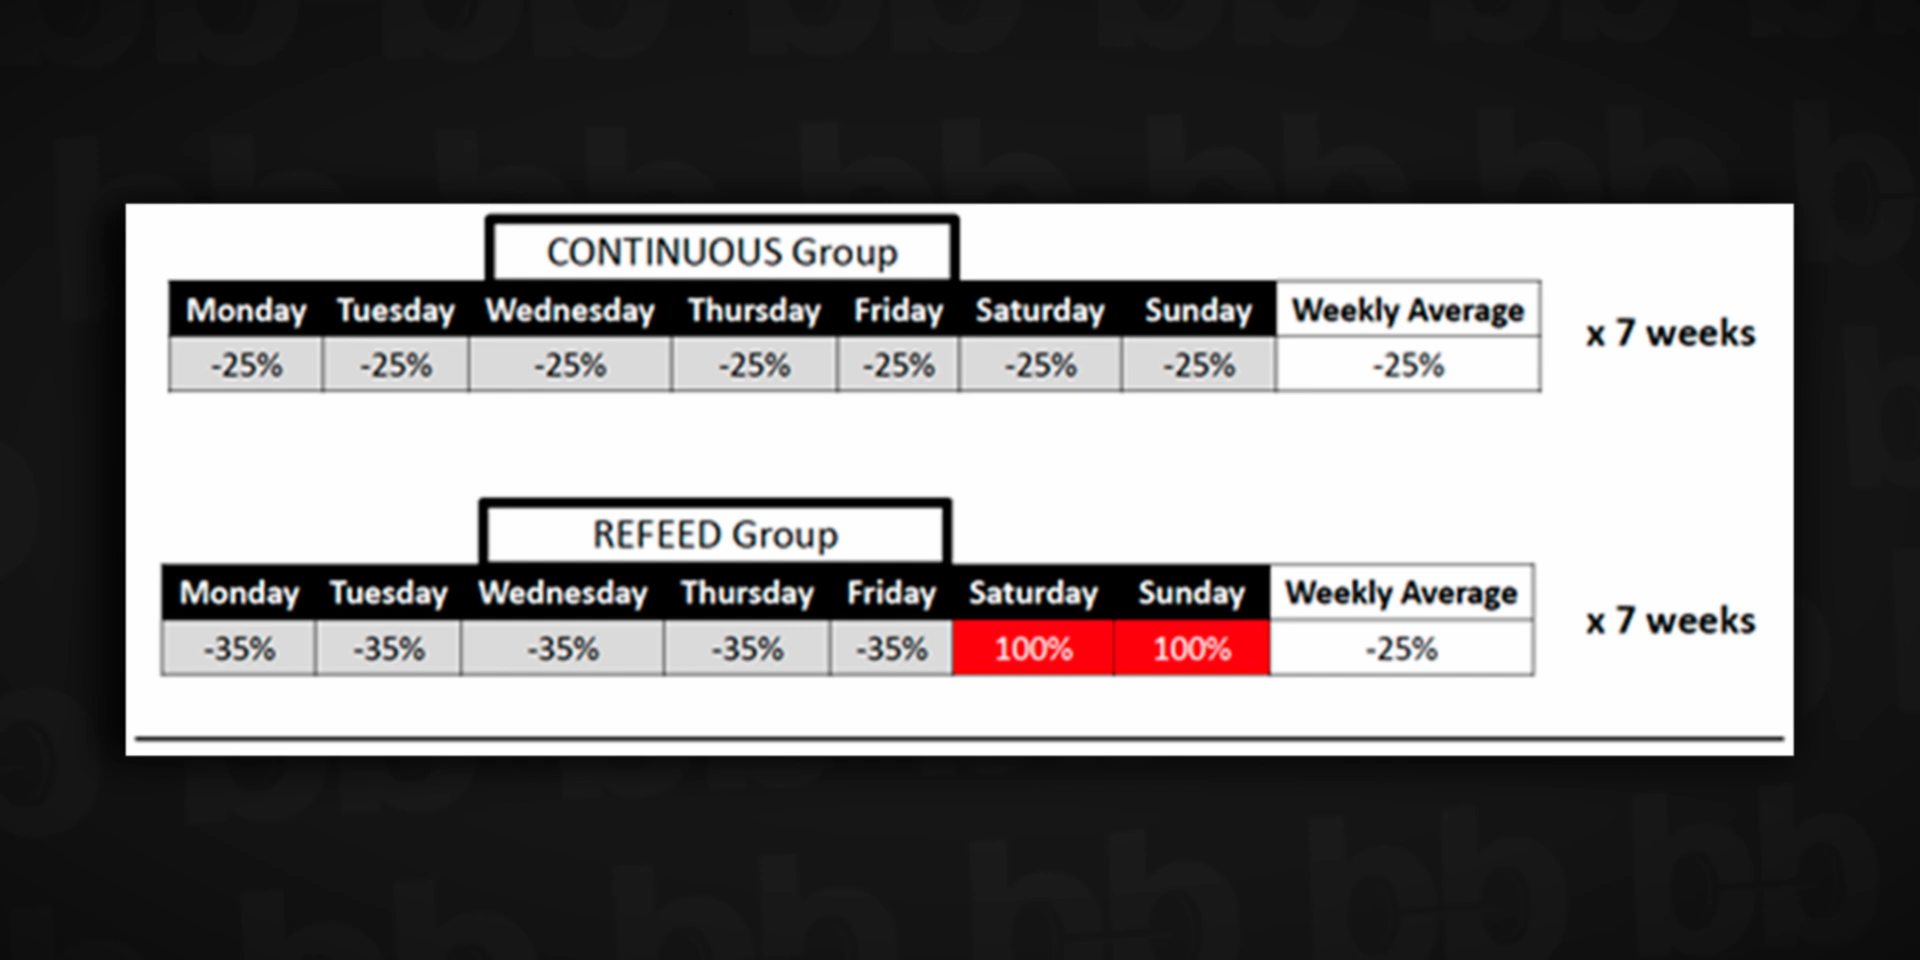 CONTINUOUS Group
Monday Tuesday Wednesday Thursday Friday Saturday Sunday Weekly Average
-25% -25% -25% -25% -25% -25% -25% -25%
x 7 weeks
REFEED Group
Monday Tuesday Wednesday Thursday Friday Saturday Sunday Weekly Average
-35% -35% -35% -35% -35% 100% 100% -25%
x 7 weeks